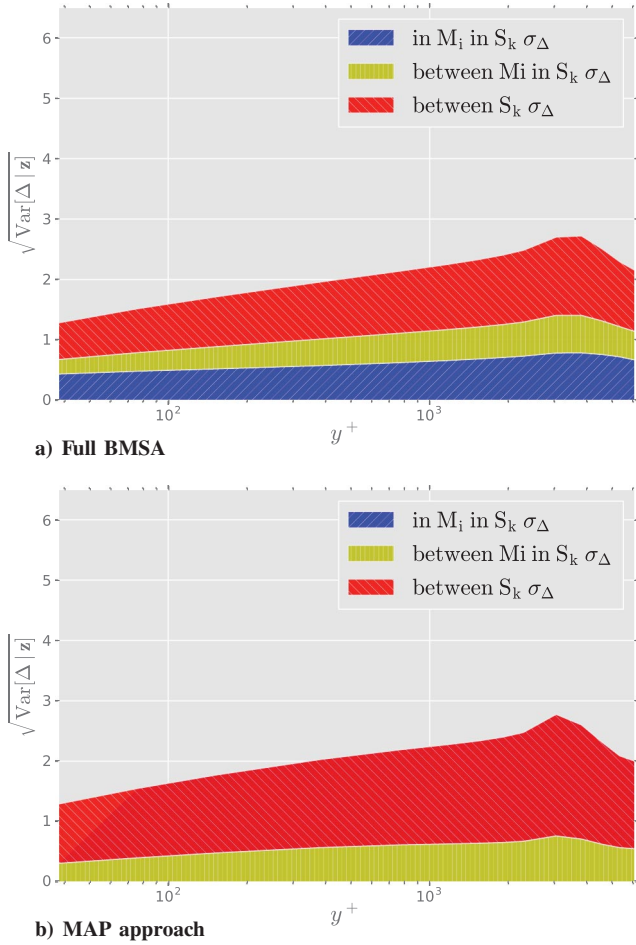 6
5
4
3
2
1
0
√Var[Δ | z]
in M_i in S_k σ_Δ
between Mi in S_k σ_Δ
between S_k σ_Δ
10^2
10^3
y^+
a) Full BMSA
6
5
4
3
2
1
0
√Var[Δ | z]
in M_i in S_k σ_Δ
between Mi in S_k σ_Δ
between S_k σ_Δ
10^2
10^3
y^+
b) MAP approach